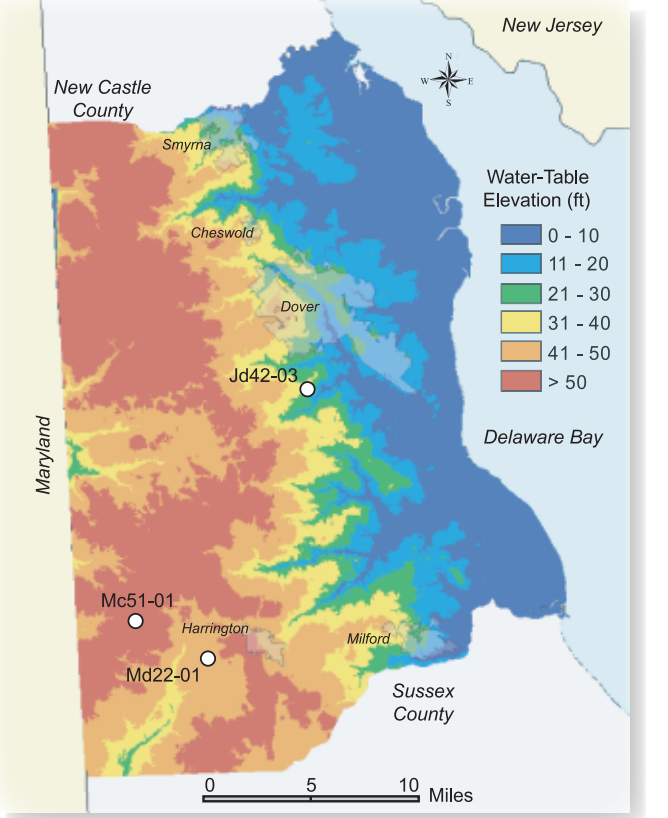 New Jersey
N
W E
S
New Castle
County
Smyrna
Water-Table
Elevation (ft)
Cheswold
0 - 10
11 - 20
21 - 30
Dover
31 - 40
41 - 50
> 50
Jd42-03
Maryland
Delaware Bay
Mc51-01
Harrington
Milford
Md22-01
Sussex
County
0 5 10
Miles